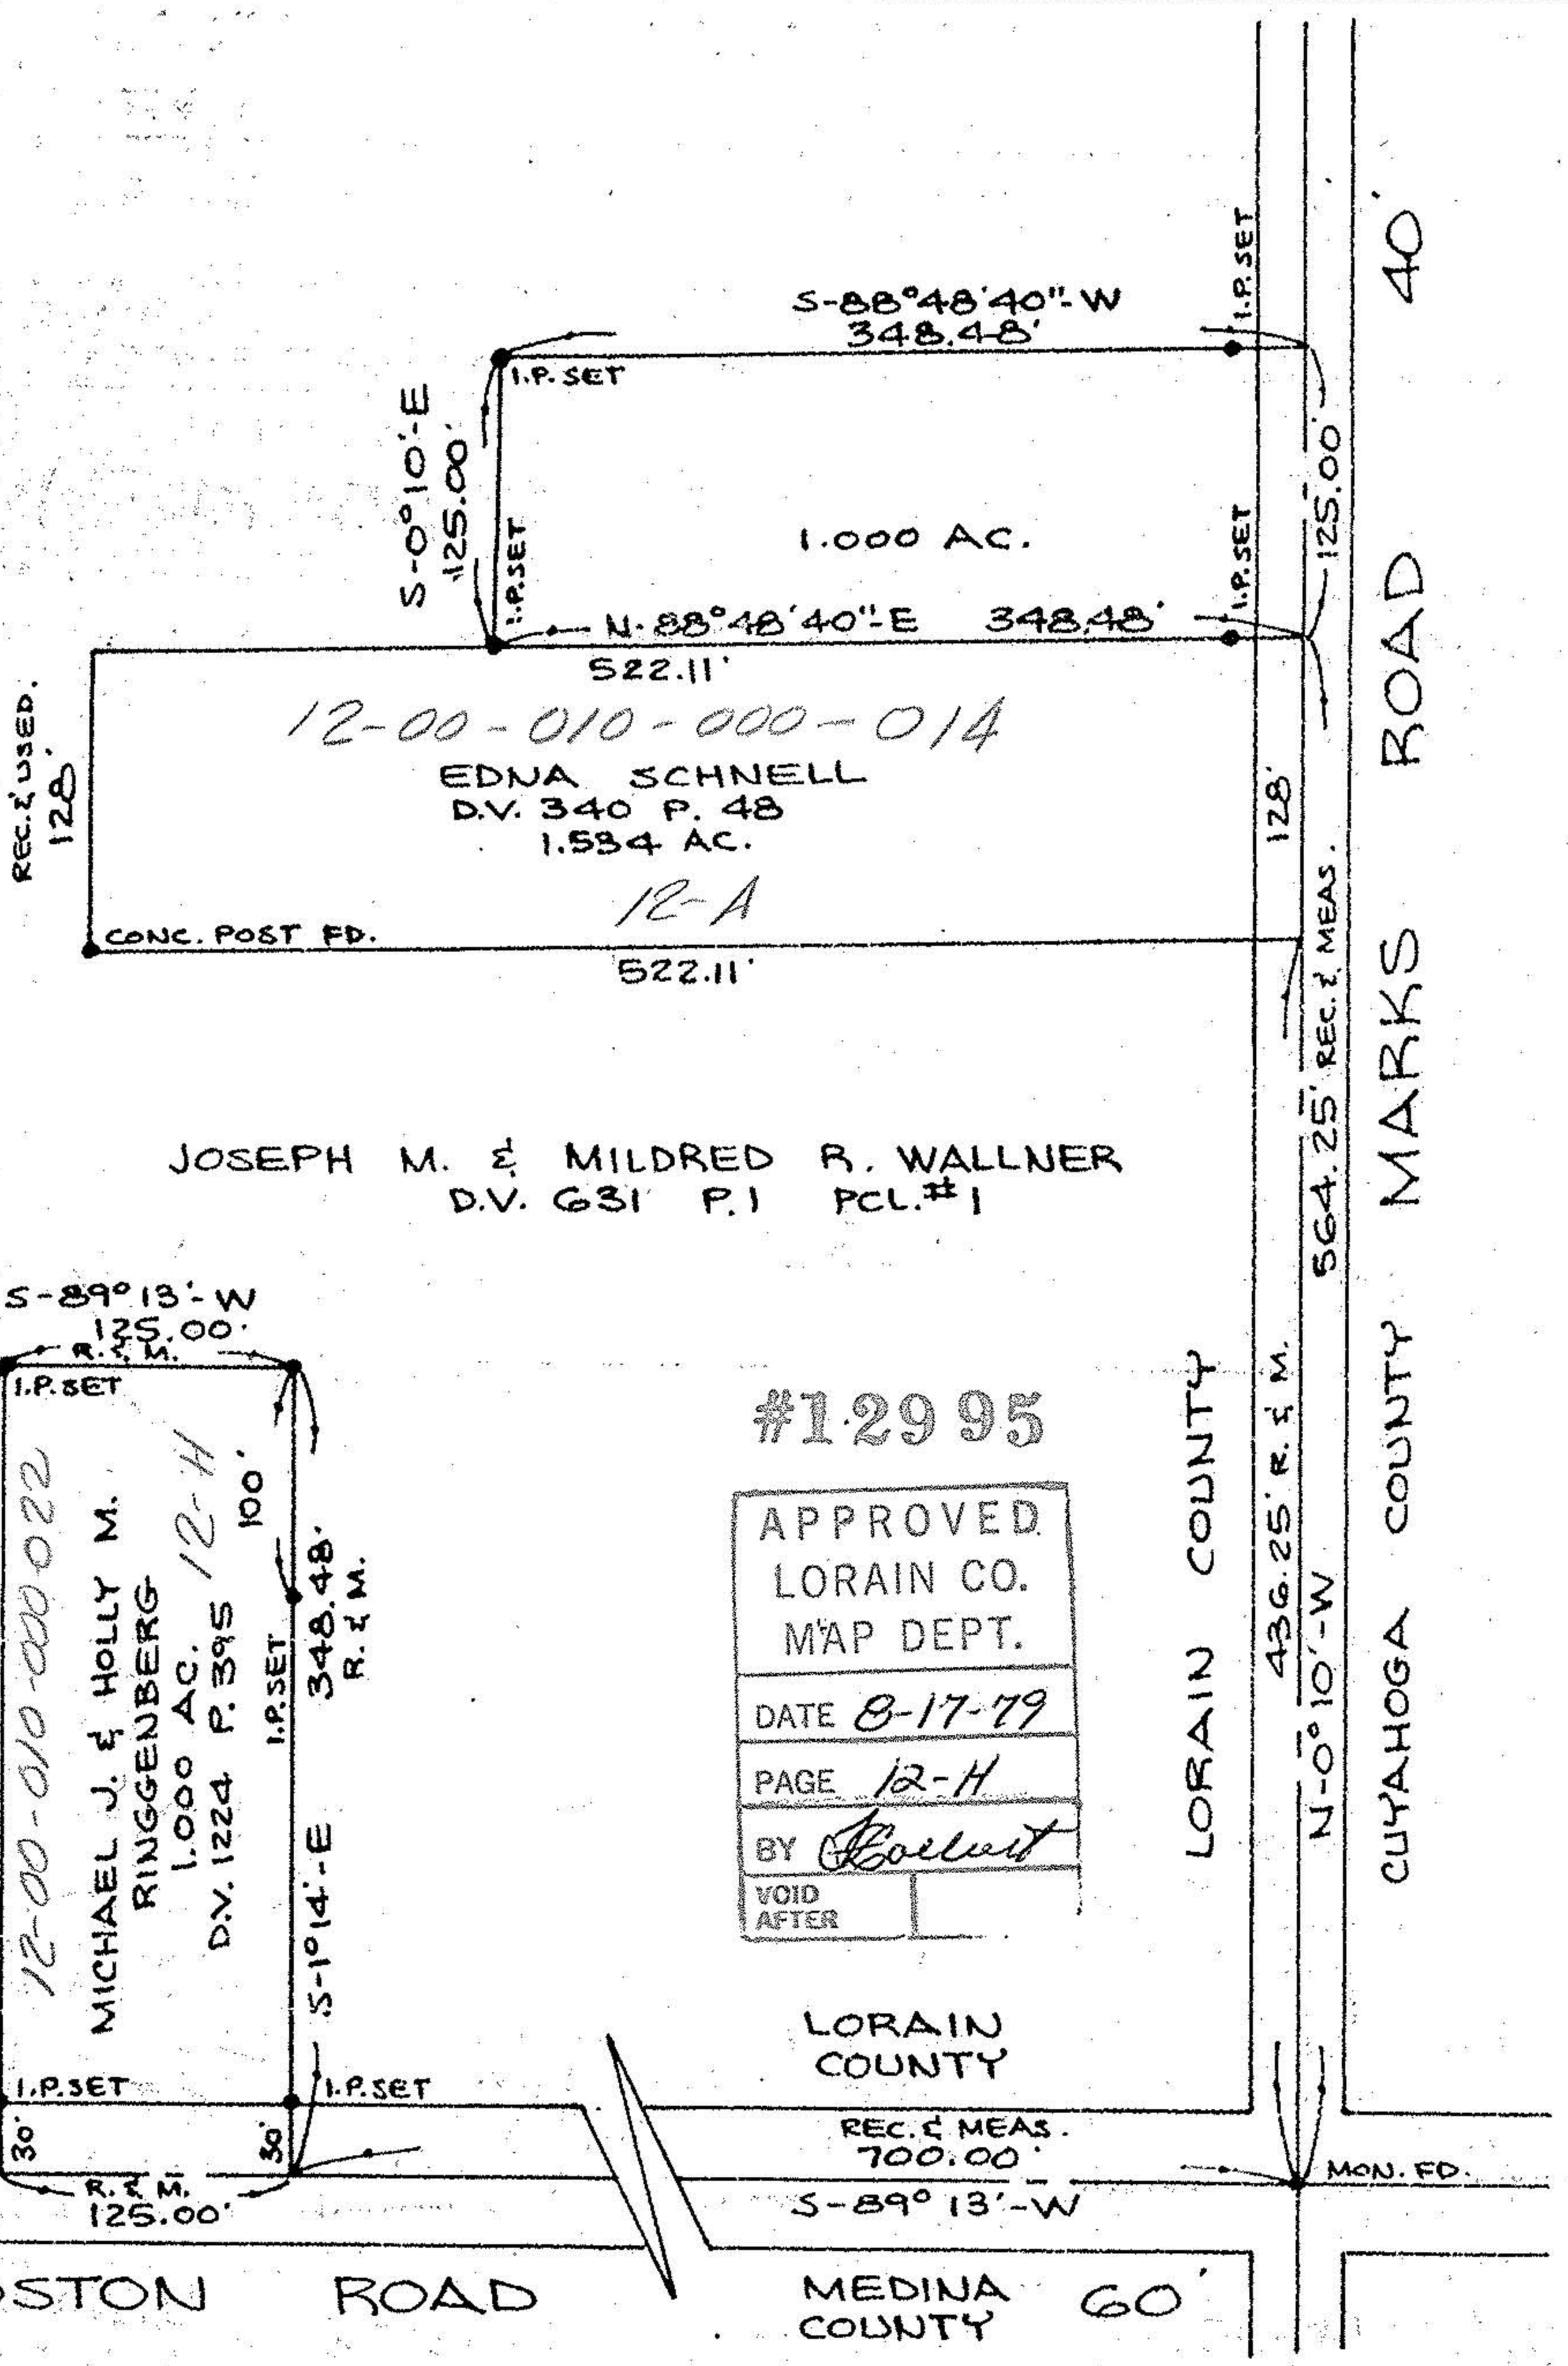 40'
I.P. SET
S-88°48'40"-W
348.48'
I.P. SET
S-0°10'-E
125.00'
125.00'
I.P. SET
1.000 AC.
I.P. SET
N-88°48'40"-E 348.48'
522.11'
ROAD
REC. & USED.
128'
12-00-010-000-014
EDNA SCHNELL
D.V. 340 P. 48
1.534 AC.
12-A
128'
CONC. POST FD.
522.11'
564.25' REC. & MEAS.
MARKS
JOSEPH M. & MILDRED R. WALLNER
D.V. 631 P. 1 PCL. #1
S-89°13'-W
125.00'
R. & M.
I.P. SET
12-00-010-000-022
MICHAEL J. & HOLLY M.
RINGGENBERG
1.000 AC.
D.V. 1224 P. 395 12-H
100'
I.P. SET
348.48'
R. & M.
S-1°14'-E
#12995
APPROVED
LORAIN CO.
MAP DEPT.
DATE 8-17-79
PAGE 12-H
BY
VOID
AFTER
LORAIN COUNTY
436.25' R. & M.
N-0°10'-W
CUYAHOGA COUNTY
LORAIN
COUNTY
I.P. SET
I.P. SET
30'
30'
REC. & MEAS.
700.00'
MON. FD.
R. & M.
125.00'
S-89°13'-W
OSTON ROAD
MEDINA
COUNTY
60'